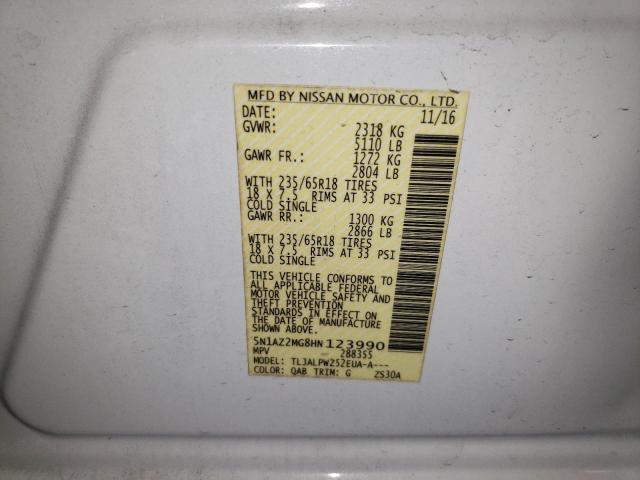 MFD BY NISSAN MOTOR CO., LTD.
DATE: 11/16
GVWR: 2318 KG
5110 LB
GAWR FR.: 1272 KG
2804 LB
WITH 235/65R18 TIRES
18 X 7.5 RIMS AT 33 PSI
COLD SINGLE
GAWR RR.: 1300 KG
2866 LB
WITH 235/65R18 TIRES
18 X 7.5 RIMS AT 33 PSI
COLD SINGLE
THIS VEHICLE CONFORMS TO
ALL APPLICABLE FEDERAL
MOTOR VEHICLE SAFETY AND
THEFT PREVENTION
STANDARDS IN EFFECT ON
THE DATE OF MANUFACTURE
SHOWN ABOVE.
5N1AZ2MG8HN123990
MPV 288355
MODEL: TLJALPW252EUA-A---
COLOR: QAB TRIM: G ZS30A